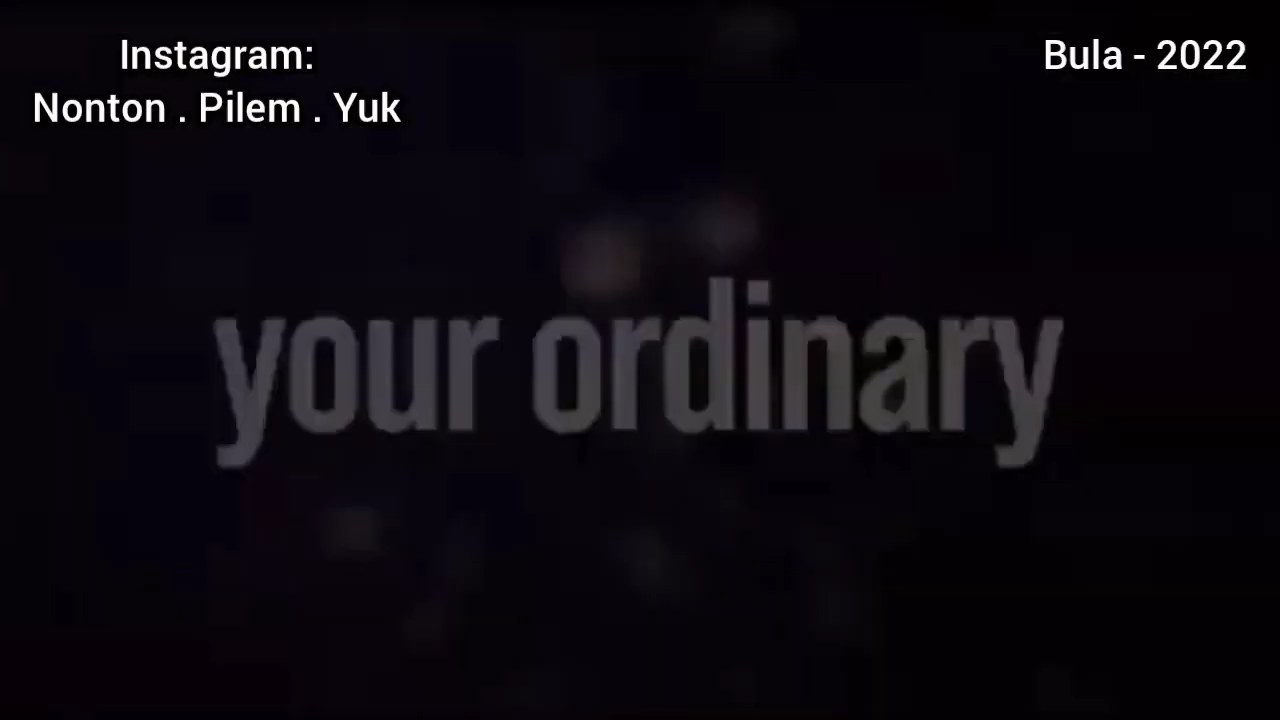 Instagram:
Nonton . Pilem . Yuk
Bula - 2022
your ordinary